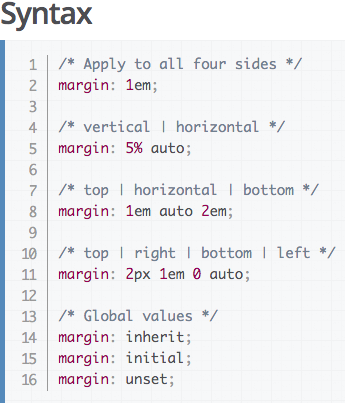 Syntax
1 /* Apply to all four sides */
2 margin: 1em;
3
4 /* vertical | horizontal */
5 margin: 5% auto;
6
7 /* top | horizontal | bottom */
8 margin: 1em auto 2em;
9
10 /* top | right | bottom | left */
11 margin: 2px 1em 0 auto;
12
13 /* Global values */
14 margin: inherit;
15 margin: initial;
16 margin: unset;